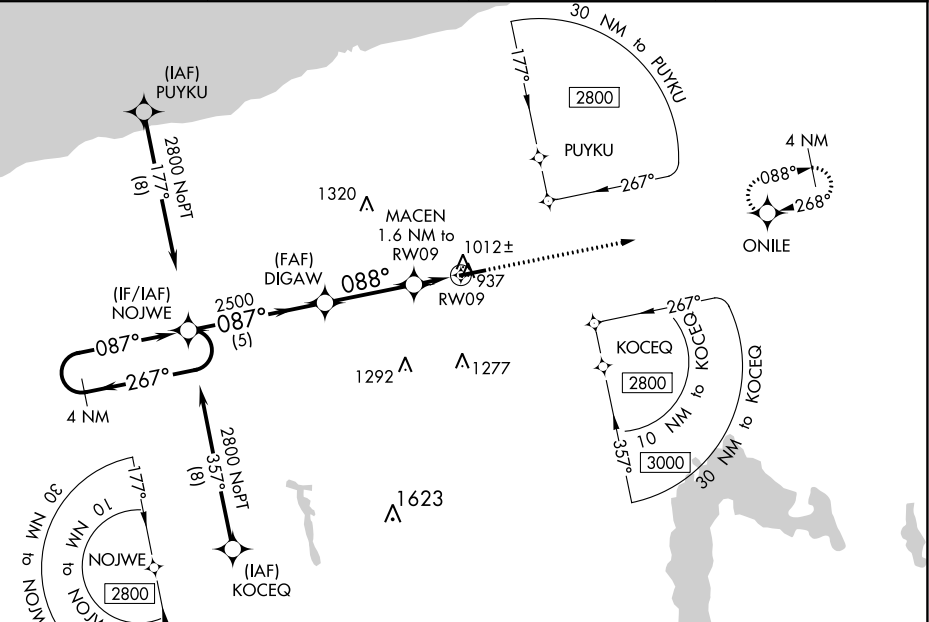 (IAF)
PUYKU
2800 NoPT
177°
(8)
30 NM to PUYKU
177°
2800
PUYKU
267°
4 NM
088°
268°
ONILE
1320
MACEN
1.6 NM to
RW09
1012±
937
RW09
(FAF)
DIGAW
088°
(IF/IAF)
NOJWE
2500
087°
(5)
087°
267°
4 NM
1292
1277
267°
KOCEQ
2800
10 NM to KOCEQ
3000
30 NM to KOCEQ
357°
2800 NoPT
357°
(8)
1623
(IAF)
KOCEQ
177°
30 NM to NOJW
10 NM to NOJW
NOJWE
2800